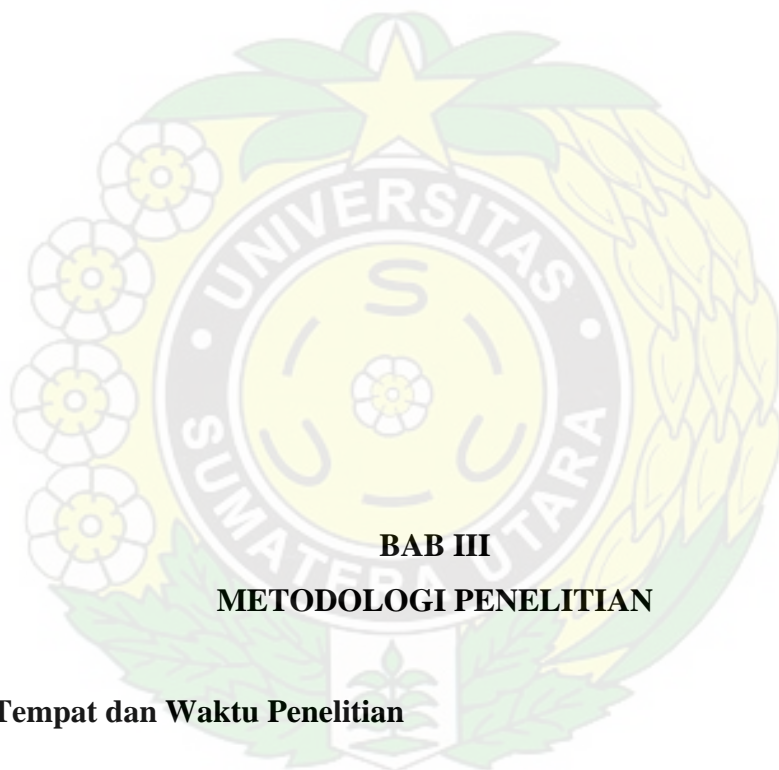 UNIVERSITAS
SUMATERA UTARA
BAB III
METODOLOGI PENELITIAN
Tempat dan Waktu Penelitian